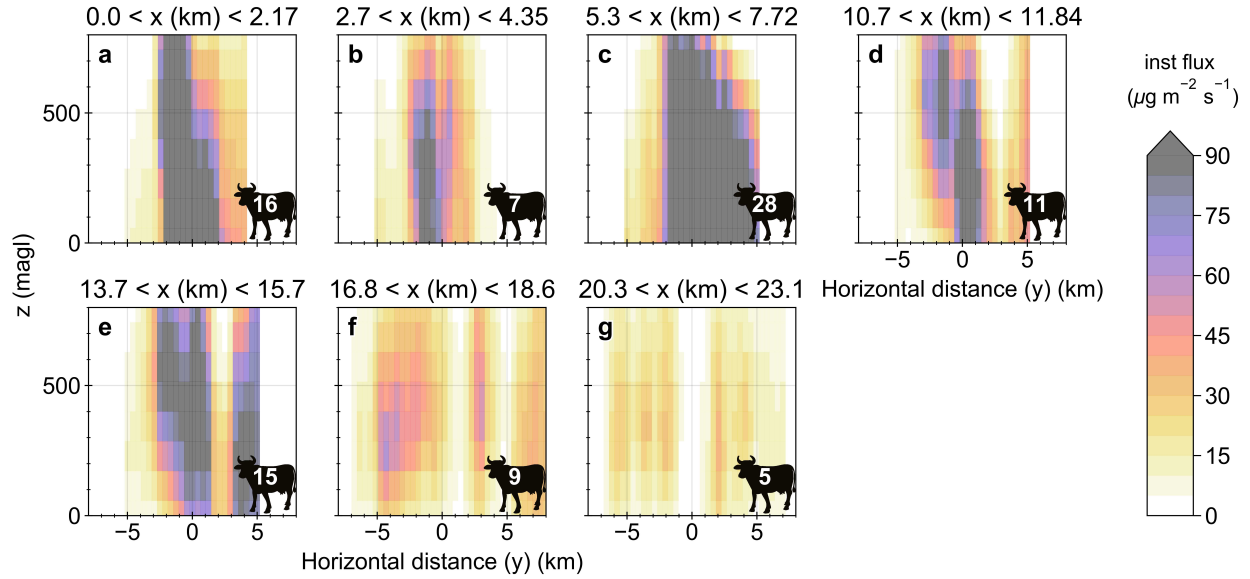 0.0 < x (km) < 2.17
2.7 < x (km) < 4.35
5.3 < x (km) < 7.72
10.7 < x (km) < 11.84
a
b
c
d
inst flux
(µg m⁻² s⁻¹)
500
0
z (magl)
16
7
28
11
−5 0 5
Horizontal distance (y) (km)
90
75
60
45
30
15
0
13.7 < x (km) < 15.7
16.8 < x (km) < 18.6
20.3 < x (km) < 23.1
e
f
g
500
0
15
9
5
−5 0 5
−5 0 5
−5 0 5
Horizontal distance (y) (km)